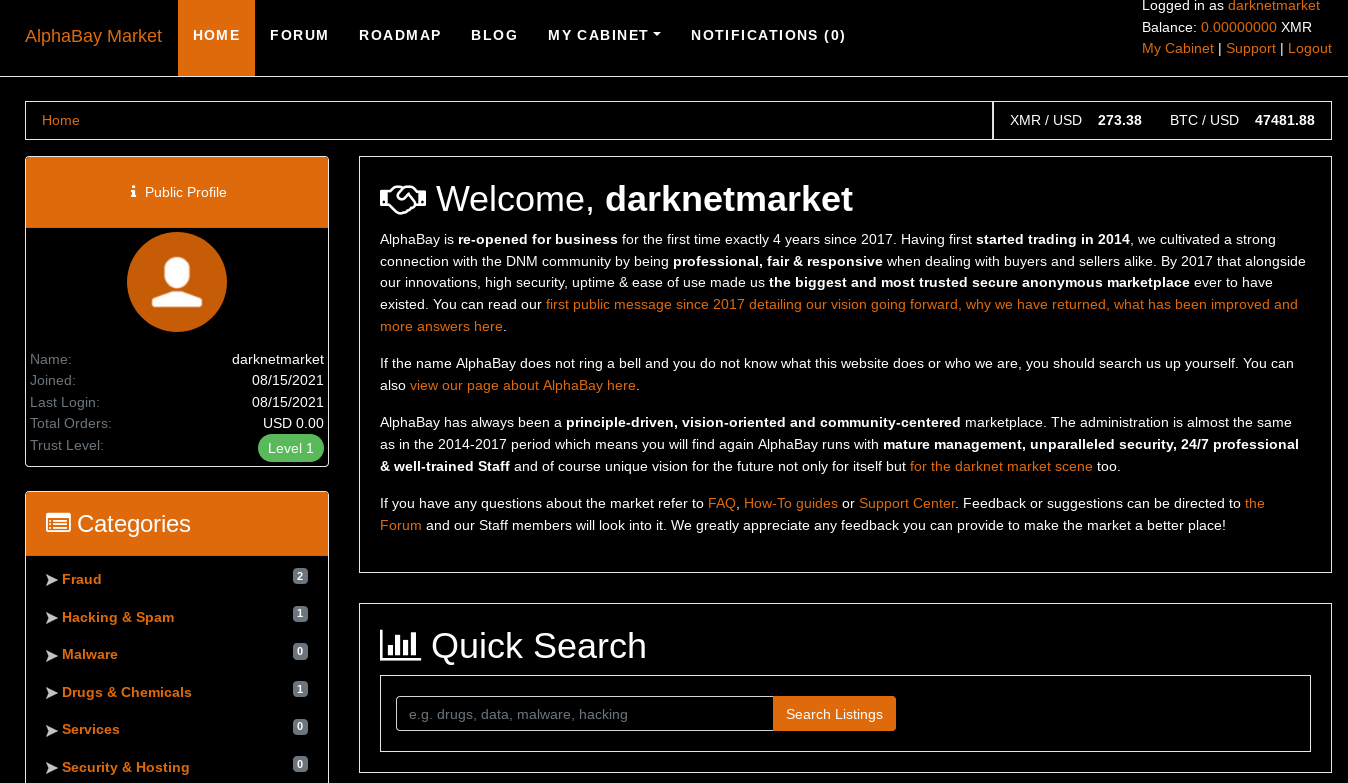 Logged in as darknetmarket
AlphaBay Market HOME FORUM ROADMAP BLOG MY CABINET NOTIFICATIONS (0)
Balance: 0.00000000 XMR
My Cabinet | Support | Logout
Home
XMR / USD 273.38 BTC / USD 47481.88
Public Profile
Name: darknetmarket
Joined: 08/15/2021
Last Login: 08/15/2021
Total Orders: USD 0.00
Trust Level: Level 1
Categories
Fraud 2
Hacking & Spam 1
Malware 0
Drugs & Chemicals 1
Services 0
Security & Hosting 0
Welcome, darknetmarket
AlphaBay is re-opened for business for the first time exactly 4 years since 2017. Having first started trading in 2014, we cultivated a strong
connection with the DNM community by being professional, fair & responsive when dealing with buyers and sellers alike. By 2017 that alongside
our innovations, high security, uptime & ease of use made us the biggest and most trusted secure anonymous marketplace ever to have
existed. You can read our first public message since 2017 detailing our vision going forward, why we have returned, what has been improved and
more answers here.
If the name AlphaBay does not ring a bell and you do not know what this website does or who we are, you should search us up yourself. You can
also view our page about AlphaBay here.
AlphaBay has always been a principle-driven, vision-oriented and community-centered marketplace. The administration is almost the same
as in the 2014-2017 period which means you will find again AlphaBay runs with mature management, unparalleled security, 24/7 professional
& well-trained Staff and of course unique vision for the future not only for itself but for the darknet market scene too.
If you have any questions about the market refer to FAQ, How-To guides or Support Center. Feedback or suggestions can be directed to the
Forum and our Staff members will look into it. We greatly appreciate any feedback you can provide to make the market a better place!
Quick Search
e.g. drugs, data, malware, hacking Search Listings